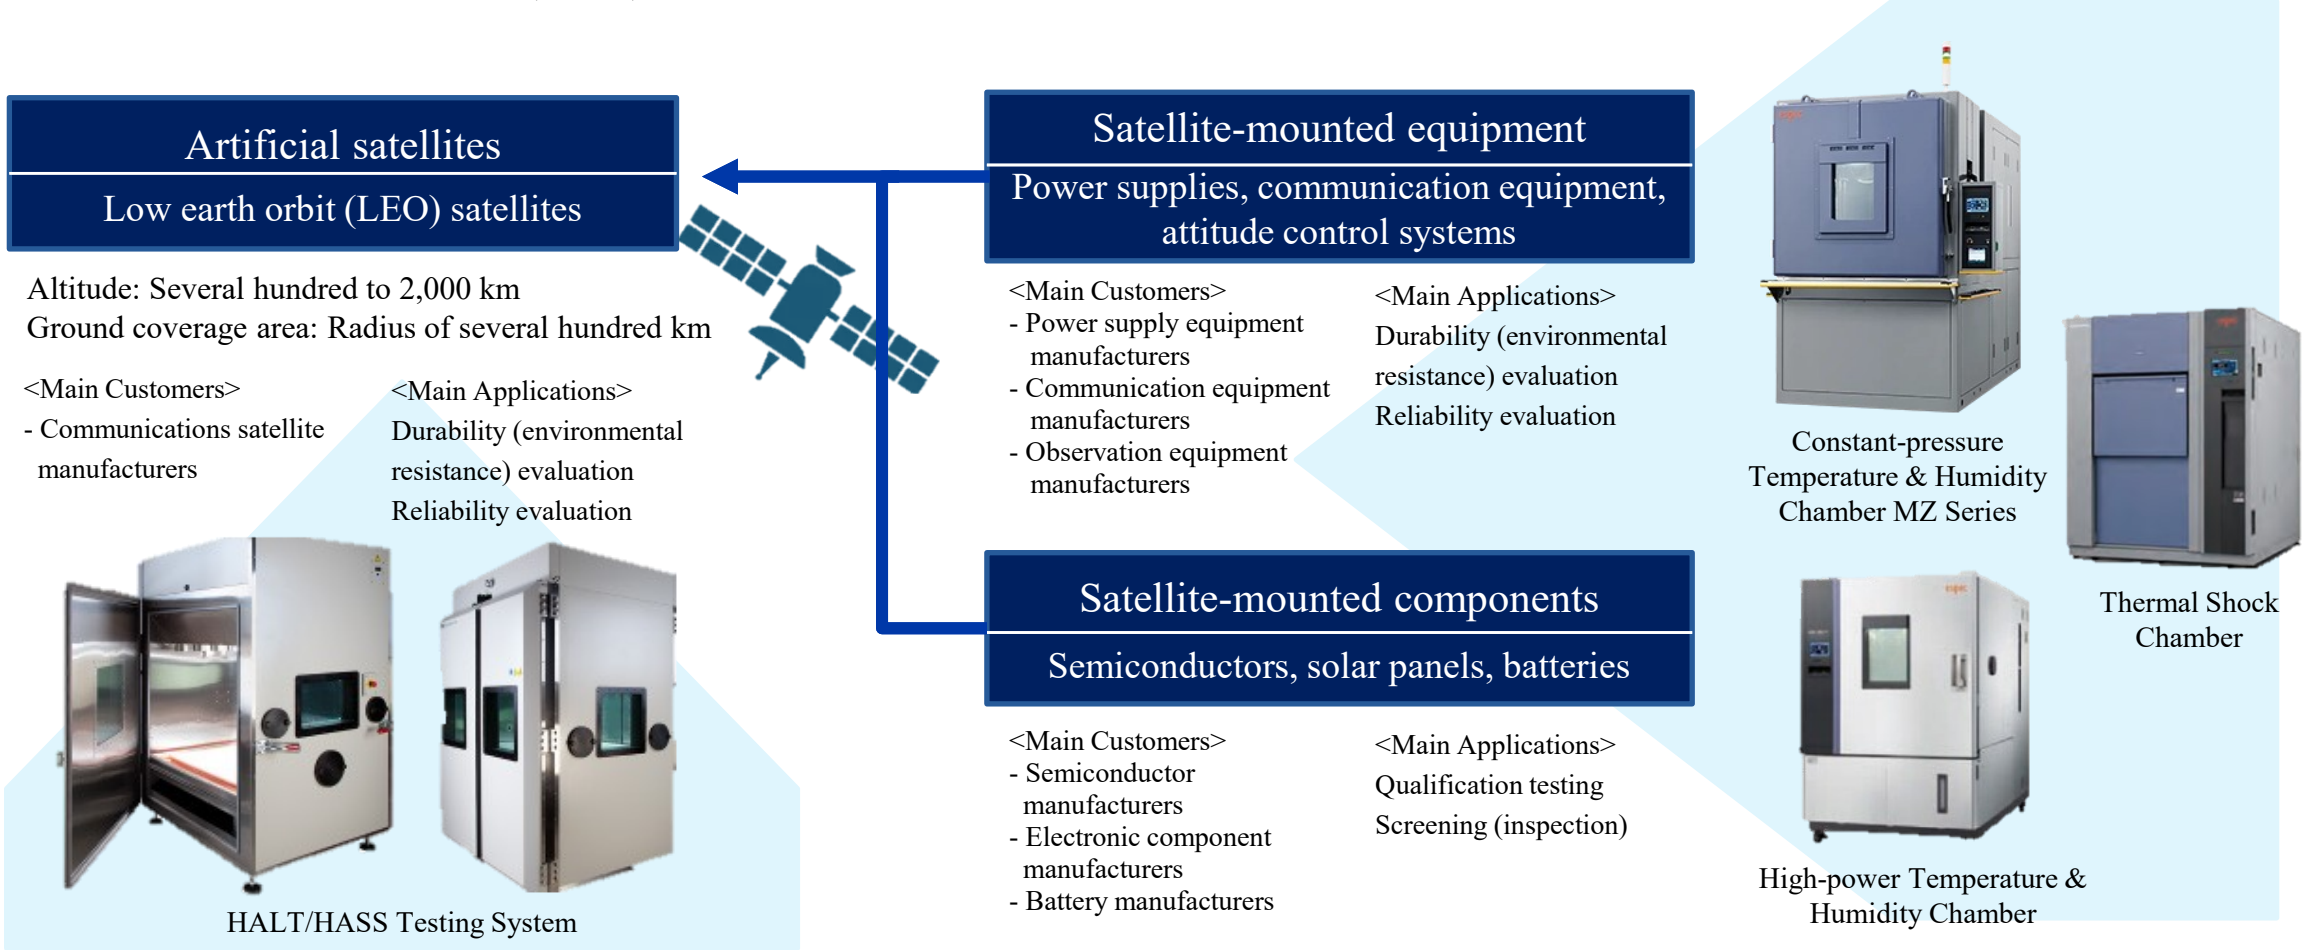 Artificial satellites
Low earth orbit (LEO) satellites
Altitude: Several hundred to 2,000 km
Ground coverage area: Radius of several hundred km
<Main Customers>
- Communications satellite
manufacturers
<Main Applications>
Durability (environmental
resistance) evaluation
Reliability evaluation
HALT/HASS Testing System
Satellite-mounted equipment
Power supplies, communication equipment,
attitude control systems
<Main Customers>
- Power supply equipment
manufacturers
- Communication equipment
manufacturers
- Observation equipment
manufacturers
<Main Applications>
Durability (environmental
resistance) evaluation
Reliability evaluation
Satellite-mounted components
Semiconductors, solar panels, batteries
<Main Customers>
- Semiconductor
manufacturers
- Electronic component
manufacturers
- Battery manufacturers
<Main Applications>
Qualification testing
Screening (inspection)
Constant-pressure
Temperature & Humidity
Chamber MZ Series
Thermal Shock
Chamber
High-power Temperature &
Humidity Chamber